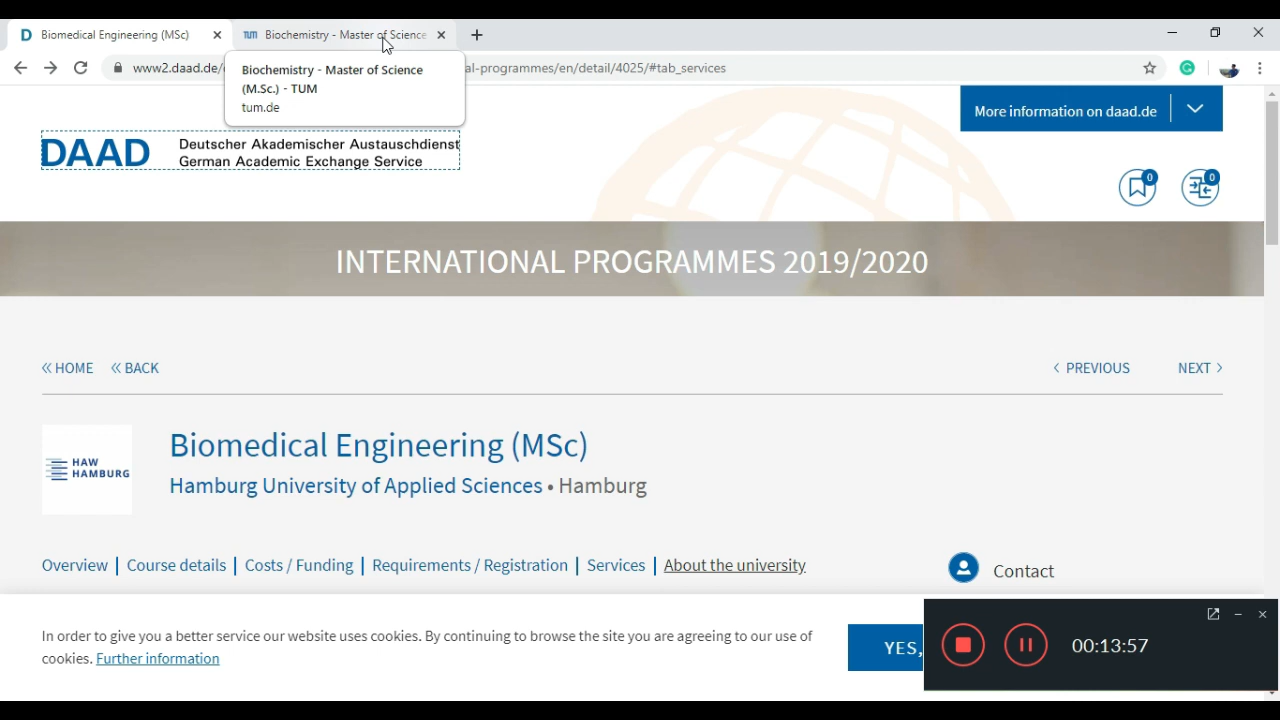 D Biomedical Engineering (MSc)
TUM Biochemistry - Master of Science
www2.daad.de/
al-programmes/en/detail/4025/#tab_services
Biochemistry - Master of Science
(M.Sc.) - TUM
tum.de
More information on daad.de
DAAD
Deutscher Akademischer Austauschdienst
German Academic Exchange Service
0
0
INTERNATIONAL PROGRAMMES 2019/2020
« HOME « BACK
< PREVIOUS NEXT >
HAW
HAMBURG
Biomedical Engineering (MSc)
Hamburg University of Applied Sciences • Hamburg
Overview | Course details | Costs / Funding | Requirements / Registration | Services | About the university
Contact
In order to give you a better service our website uses cookies. By continuing to browse the site you are agreeing to our use of
cookies. Further information
YES,
00:13:57